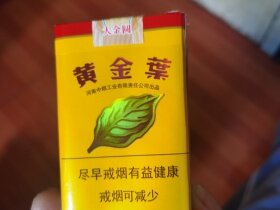 大金圆
黄金葉
河南中烟工业有限责任公司出品
尽早戒烟有益健康
戒烟可减少